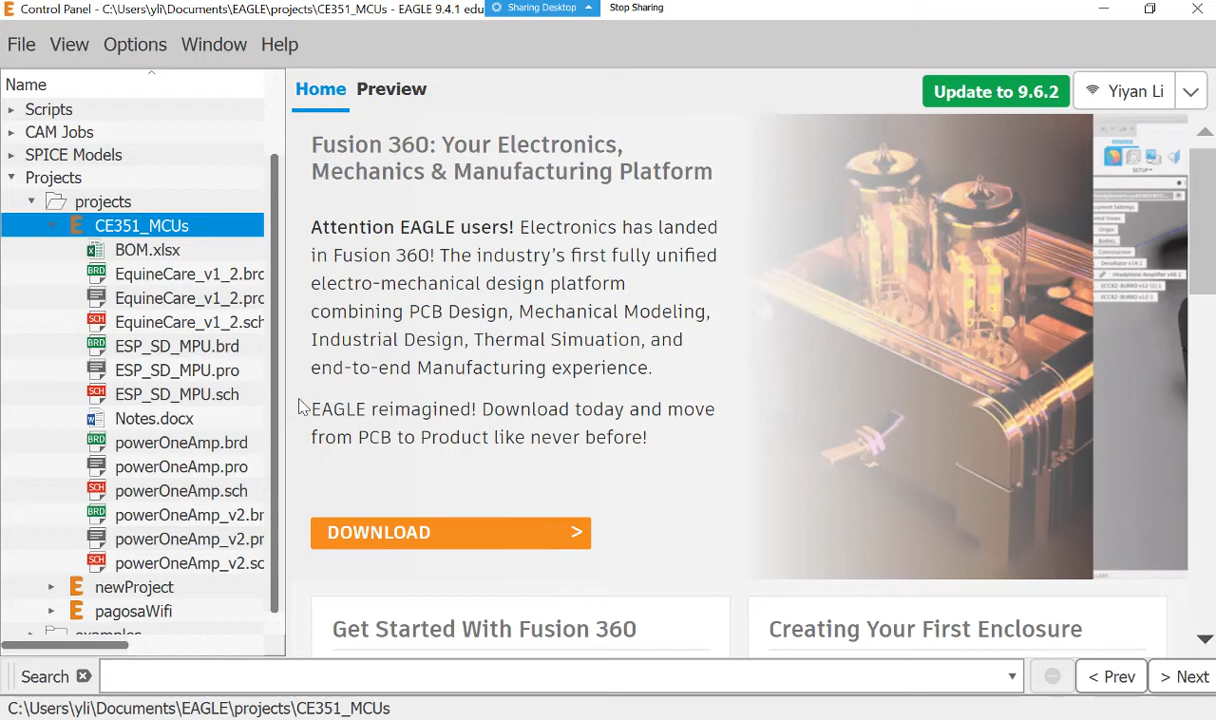 Control Panel - C:\Users\yli\Documents\EAGLE\projects\CE351_MCUs - EAGLE 9.4.1 edu
Sharing Desktop
Stop Sharing
File View Options Window Help
Name
Scripts
CAM Jobs
SPICE Models
Projects
projects
CE351_MCUs
BOM.xlsx
EquineCare_v1_2.brd
EquineCare_v1_2.pro
EquineCare_v1_2.sch
ESP_SD_MPU.brd
ESP_SD_MPU.pro
ESP_SD_MPU.sch
Notes.docx
powerOneAmp.brd
powerOneAmp.pro
powerOneAmp.sch
powerOneAmp_v2.br
powerOneAmp_v2.pr
powerOneAmp_v2.sc
newProject
pagosaWifi
examples
Home Preview
Update to 9.6.2
Yiyan Li
Fusion 360: Your Electronics,
Mechanics & Manufacturing Platform
Attention EAGLE users! Electronics has landed
in Fusion 360! The industry's first fully unified
electro-mechanical design platform
combining PCB Design, Mechanical Modeling,
Industrial Design, Thermal Simuation, and
end-to-end Manufacturing experience.
EAGLE reimagined! Download today and move
from PCB to Product like never before!
DOWNLOAD >
SETUP
Get Started With Fusion 360
Creating Your First Enclosure
Search
< Prev
> Next
C:\Users\yli\Documents\EAGLE\projects\CE351_MCUs